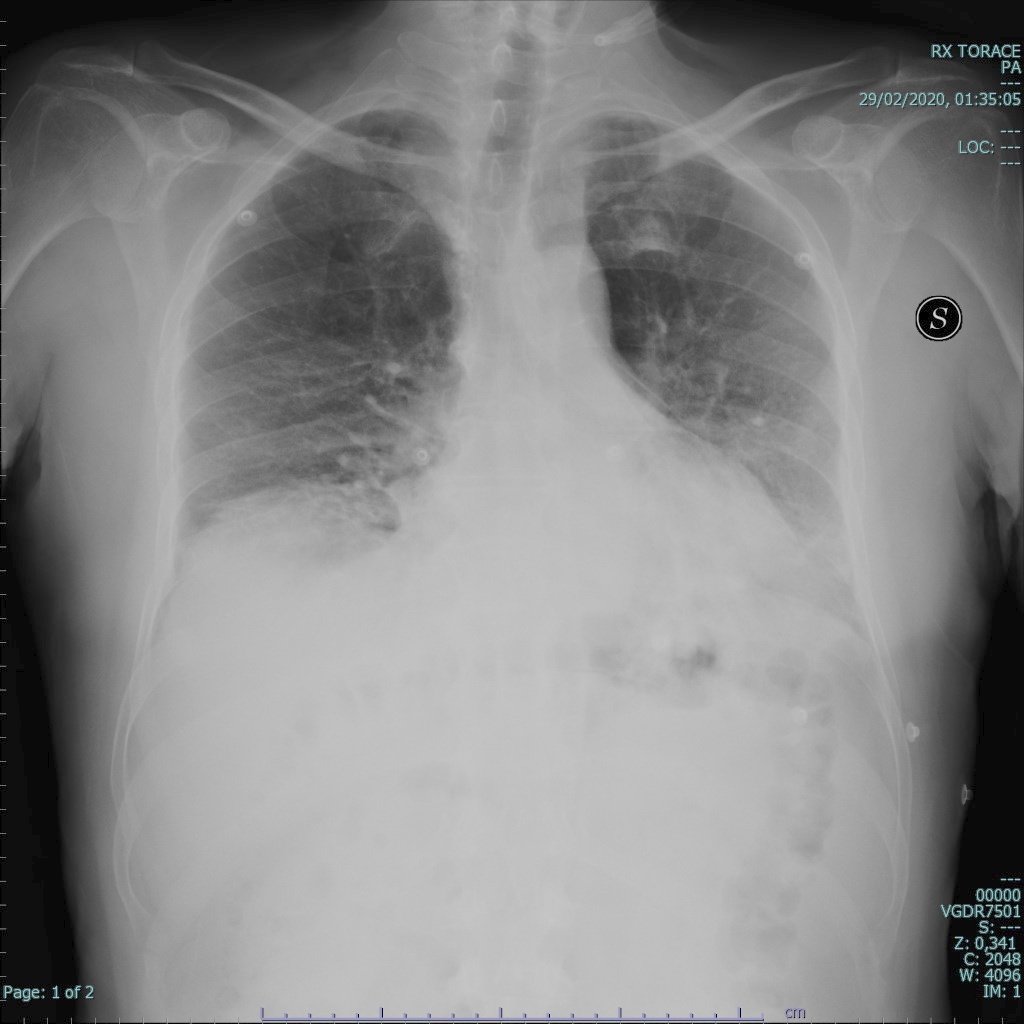 RX TORACE
PA
---
29/02/2020, 01:35:05
---
LOC: ---
---
S
---
00000
VGDR7501
S: ---
Z: 0,341
C: 2048
W: 4096
IM: 1
Page: 1 of 2
cm